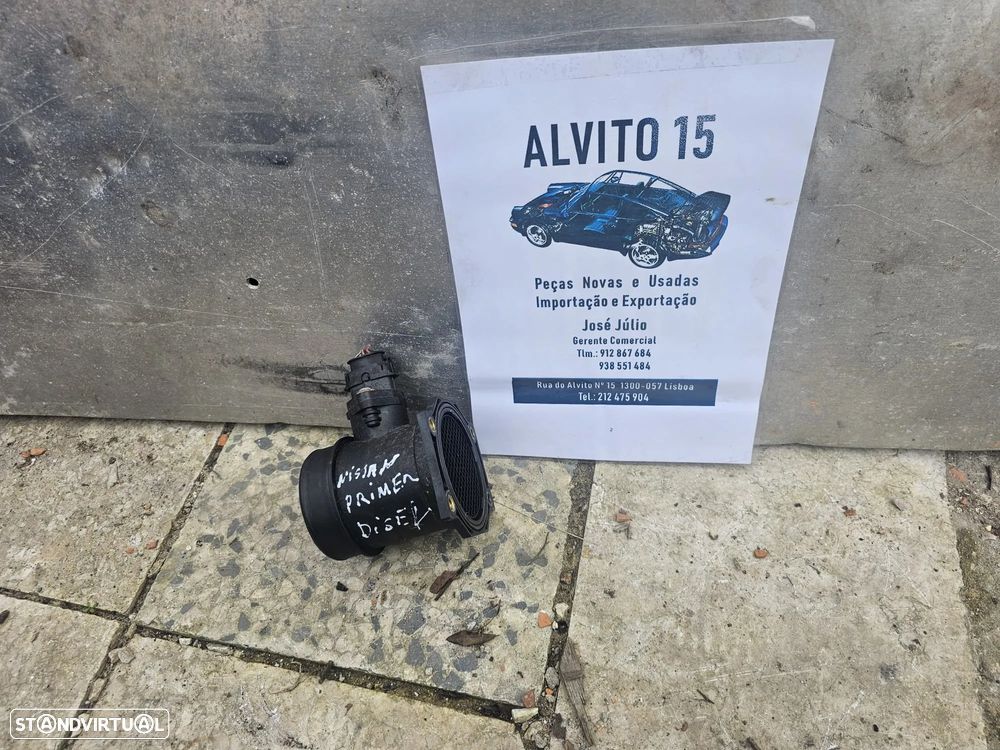 ALVITO 15
Peças Novas e Usadas
Importação e Exportação
José Júlio
Gerente Comercial
Tlm.: 912 867 684
938 551 484
Rua do Alvito Nº 15 1300-057 Lisboa
Tel.: 212 475 904
NISSAN
PRIMER
DISEL
STANDVIRTUAL